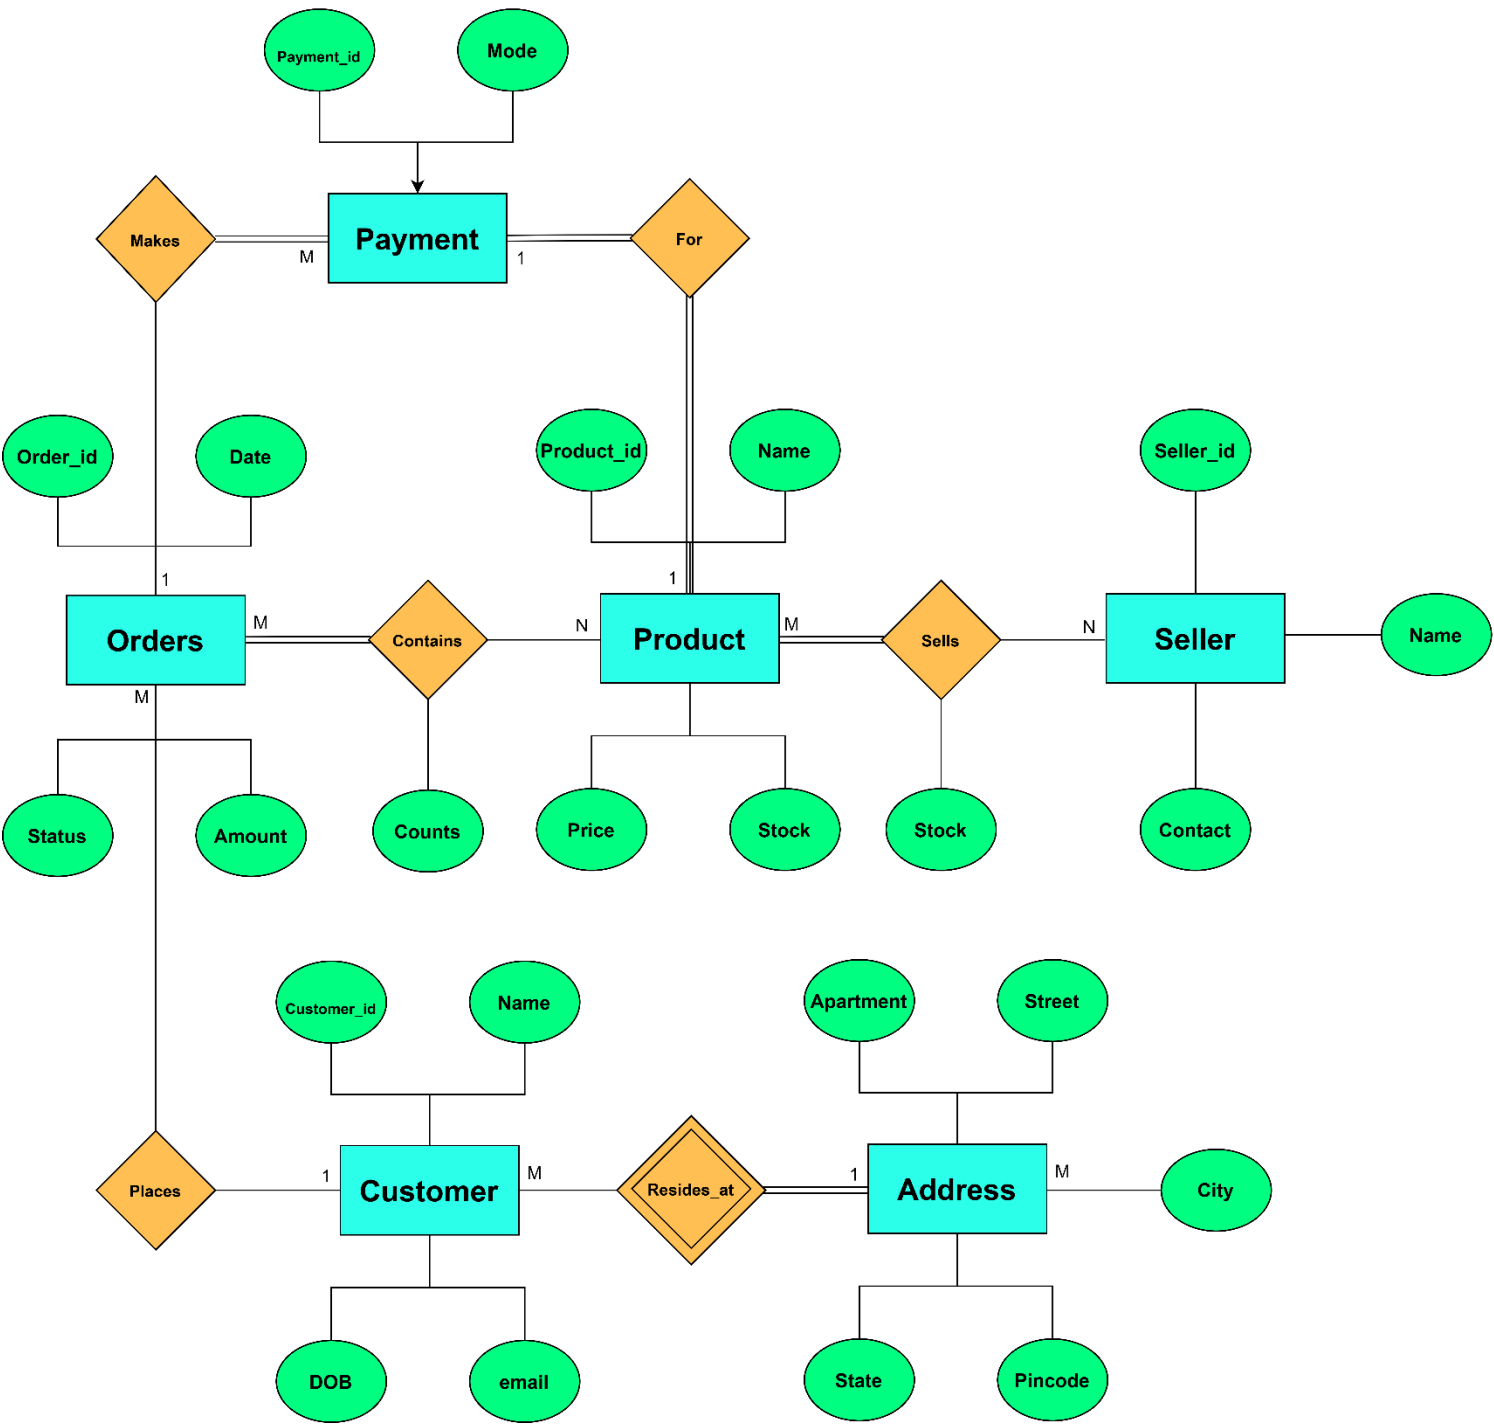 Payment_id
Mode
Makes
M
Payment
1
For
Order_id
Date
Product_id
Name
Seller_id
1
1
Orders
M
Contains
N
Product
M
Sells
N
Seller
Name
M
Status
Amount
Counts
Price
Stock
Stock
Contact
Customer_id
Name
Apartment
Street
Places
1
Customer
M
Resides_at
1
Address
M
City
DOB
email
State
Pincode